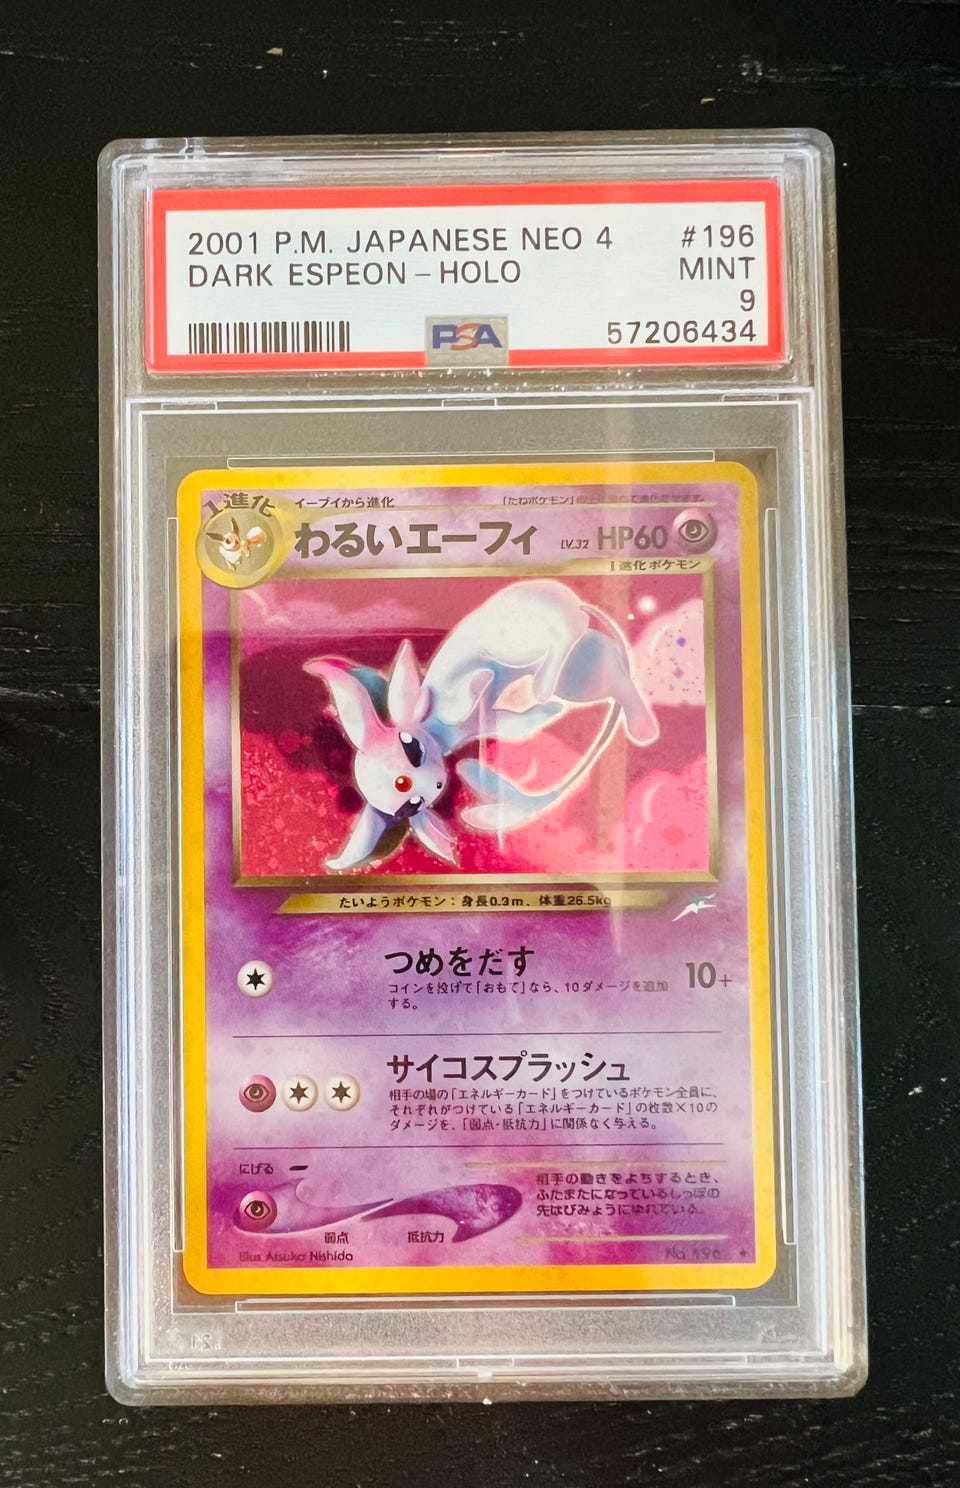 2001 P.M. JAPANESE NEO 4 #196
DARK ESPEON - HOLO MINT
9
PSA 57206434
1進化 イーブイから進化
わるいエーフィ LV.32 HP60
1進化ポケモン
たいようポケモン:身長0.3m、体重26.5kg
つめをだす 10+
コインを投げて「おもて」なら、10ダメージを追加
する。
サイコスプラッシュ
相手の場の「エネルギーカード」をつけているポケモン全員に、
それぞれがつけている「エネルギーカード」の枚数×10の
ダメージを、「弱点・抵抗力」に関係なく与える。
にげる
相手の動きをよちするとき、
ふたまたになっているしっぽの
先はびみょうにゆれている。
弱点 抵抗力
Illus Atsuko Nishida No 196